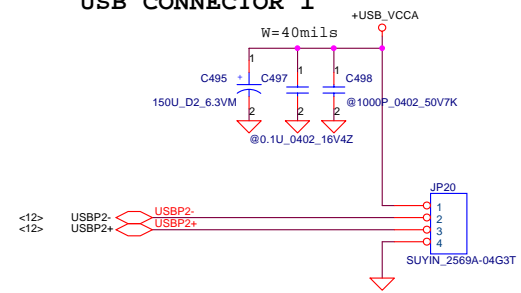 USB CONNECTOR 1
+USB_VCCA
W=40mils
1
1
1
C495
+
C497
C498
150U_D2_6.3VM
@1000P_0402_50V7K
2
2
2
@0.1U_0402_16V4Z
JP20
<12>
USBP2-
USBP2-
<12>
USBP2+
USBP2+
1
2
3
4
SUYIN_2569A-04G3T